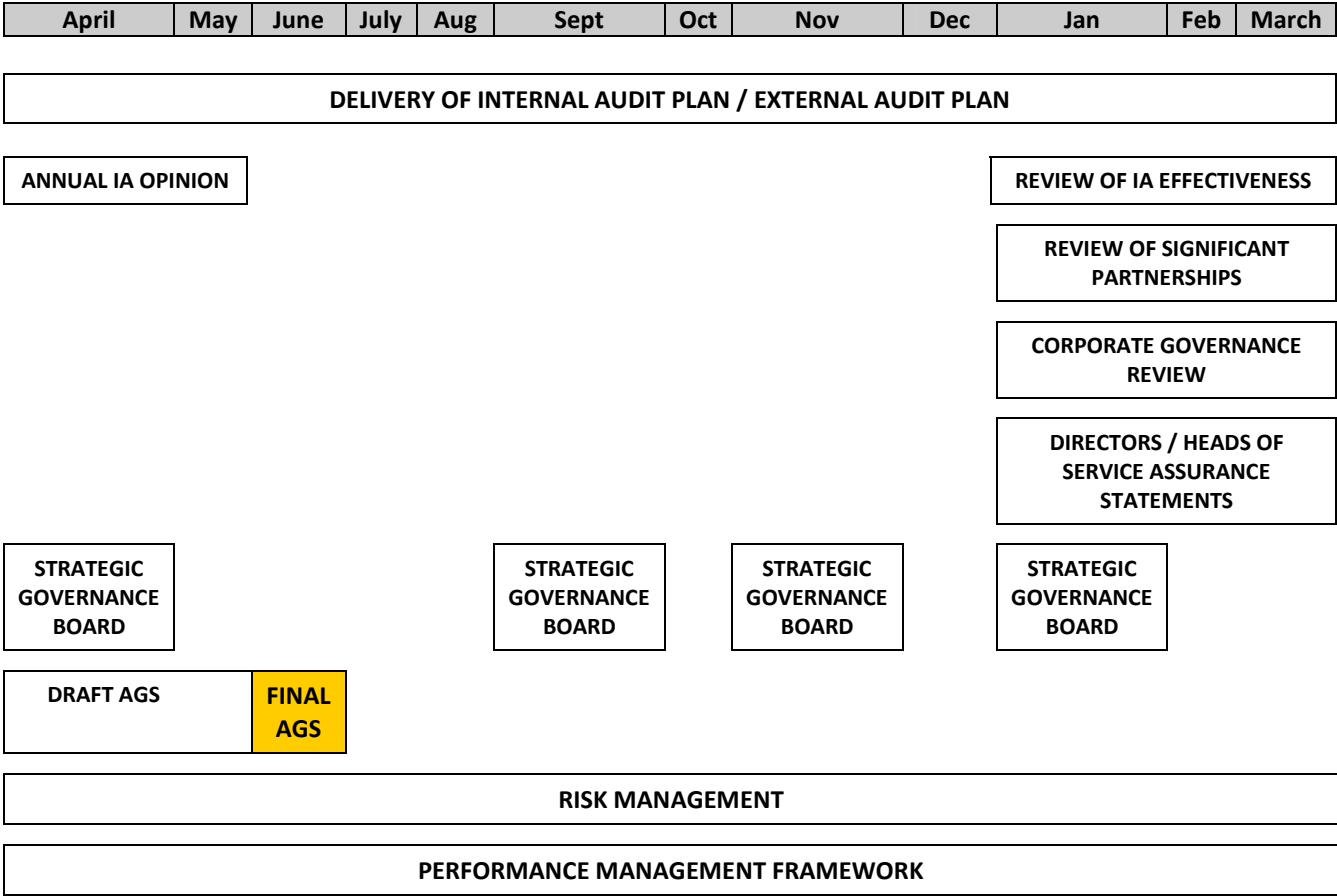 April May June July Aug Sept Oct Nov Dec Jan Feb March
DELIVERY OF INTERNAL AUDIT PLAN / EXTERNAL AUDIT PLAN
ANNUAL IA OPINION
REVIEW OF IA EFFECTIVENESS
REVIEW OF SIGNIFICANT
PARTNERSHIPS
CORPORATE GOVERNANCE
REVIEW
DIRECTORS / HEADS OF
SERVICE ASSURANCE
STATEMENTS
STRATEGIC
GOVERNANCE
BOARD
STRATEGIC
GOVERNANCE
BOARD
STRATEGIC
GOVERNANCE
BOARD
STRATEGIC
GOVERNANCE
BOARD
DRAFT AGS
FINAL
AGS
RISK MANAGEMENT
PERFORMANCE MANAGEMENT FRAMEWORK